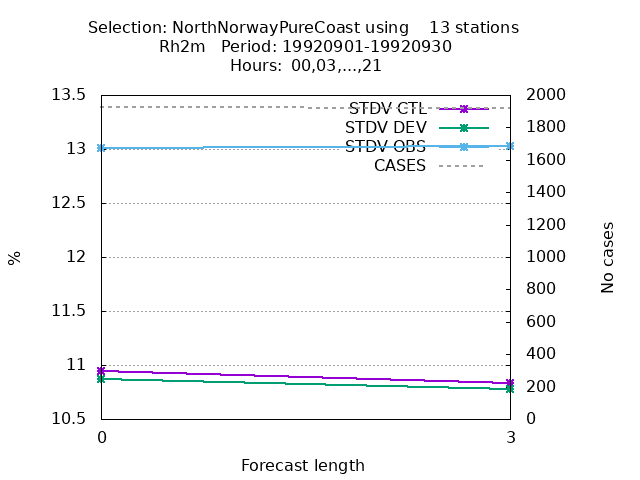 Selection: NorthNorwayPureCoast using 13 stations
Rh2m Period: 19920901-19920930
Hours: 00,03,...,21
13.5
13
12.5
12
11.5
11
10.5
%
2000
1800
1600
1400
1200
1000
800
600
400
200
0
No cases
STDV CTL
STDV DEV
STDV OBS
CASES
0 3
Forecast length